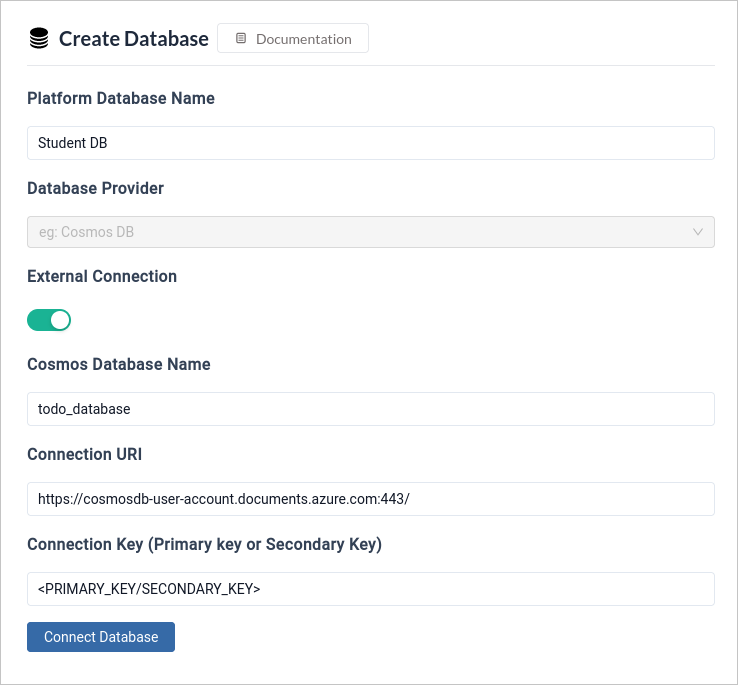 Create Database
Documentation
Platform Database Name
Student DB
Database Provider
eg: Cosmos DB
External Connection
Cosmos Database Name
todo_database
Connection URI
https://cosmosdb-user-account.documents.azure.com:443/
Connection Key (Primary key or Secondary Key)
<PRIMARY_KEY/SECONDARY_KEY>
Connect Database